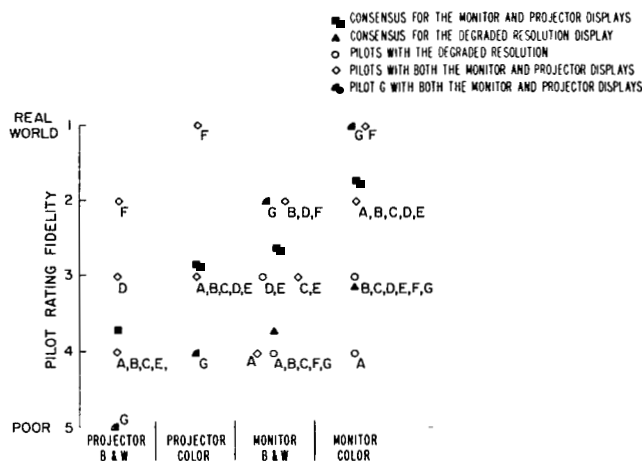 CONSENSUS FOR THE MONITOR AND PROJECTOR DISPLAYS
CONSENSUS FOR THE DEGRADED RESOLUTION DISPLAY
PILOTS WITH THE DEGRADED RESOLUTION
PILOTS WITH BOTH THE MONITOR AND PROJECTOR DISPLAYS
PILOT G WITH BOTH THE MONITOR AND PROJECTOR DISPLAYS
REAL
WORLD
PILOT RATING FIDELITY
1
F
G F
2
F
G B,D,F
A,B,C,D,E
3
D
A,B,C,D,E
D,E C,E
B,C,D,E,F,G
4
A,B,C,E,
G
A A,B,C,F,G
A
POOR 5
G
PROJECTOR
B & W
PROJECTOR
COLOR
MONITOR
B & W
MONITOR
COLOR